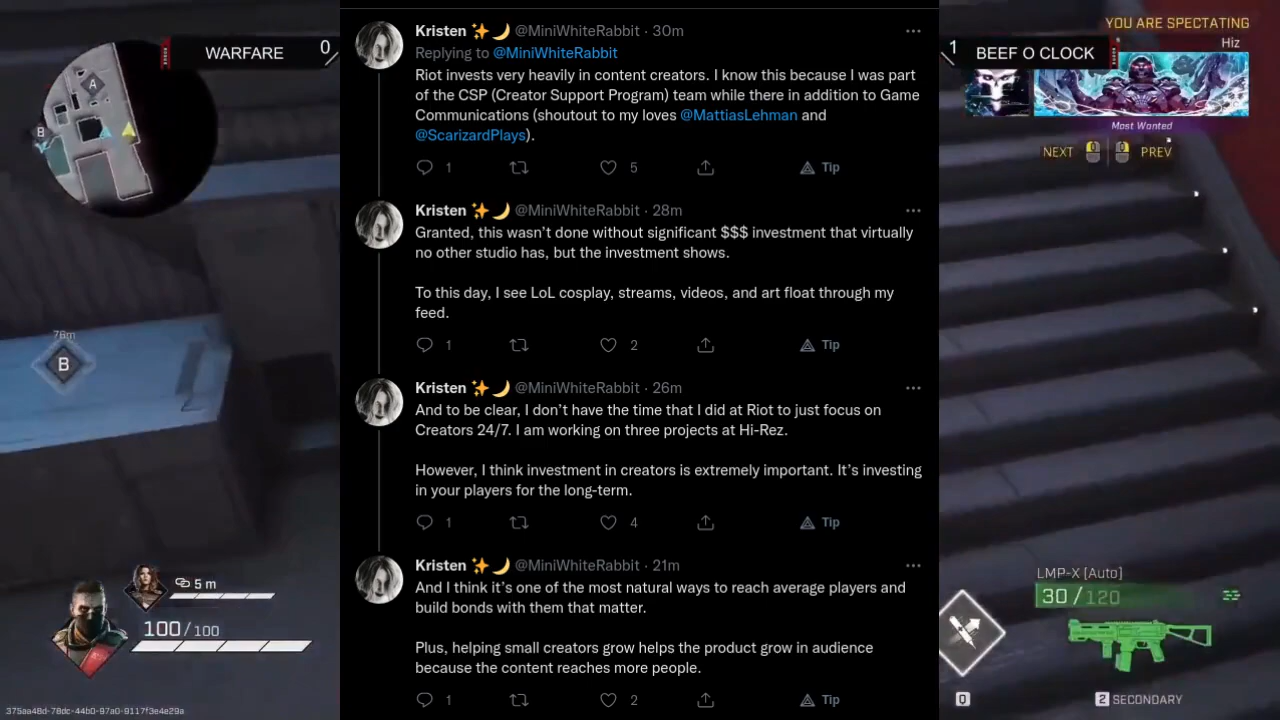 WARFARE
0
A
B
76m
B
5 m
100/100
375aa48d-78dc-44b0-97a0-9117f3e4e29a
Kristen ✨🌙 @MiniWhiteRabbit · 30m
Replying to @MiniWhiteRabbit
Riot invests very heavily in content creators. I know this because I was part
of the CSP (Creator Support Program) team while there in addition to Game
Communications (shoutout to my loves @MattiasLehman and
@ScarizardPlays).
1 5 Tip
Kristen ✨🌙 @MiniWhiteRabbit · 28m
Granted, this wasn't done without significant $$$ investment that virtually
no other studio has, but the investment shows.
To this day, I see LoL cosplay, streams, videos, and art float through my
feed.
1 2 Tip
Kristen ✨🌙 @MiniWhiteRabbit · 26m
And to be clear, I don't have the time that I did at Riot to just focus on
Creators 24/7. I am working on three projects at Hi-Rez.
However, I think investment in creators is extremely important. It's investing
in your players for the long-term.
1 4 Tip
Kristen ✨🌙 @MiniWhiteRabbit · 21m
And I think it's one of the most natural ways to reach average players and
build bonds with them that matter.
Plus, helping small creators grow helps the product grow in audience
because the content reaches more people.
1 2 Tip
YOU ARE SPECTATING
Hiz
1
BEEF O CLOCK
Most Wanted
NEXT PREV
LMP-X [Auto]
30/120
0
2 SECONDARY